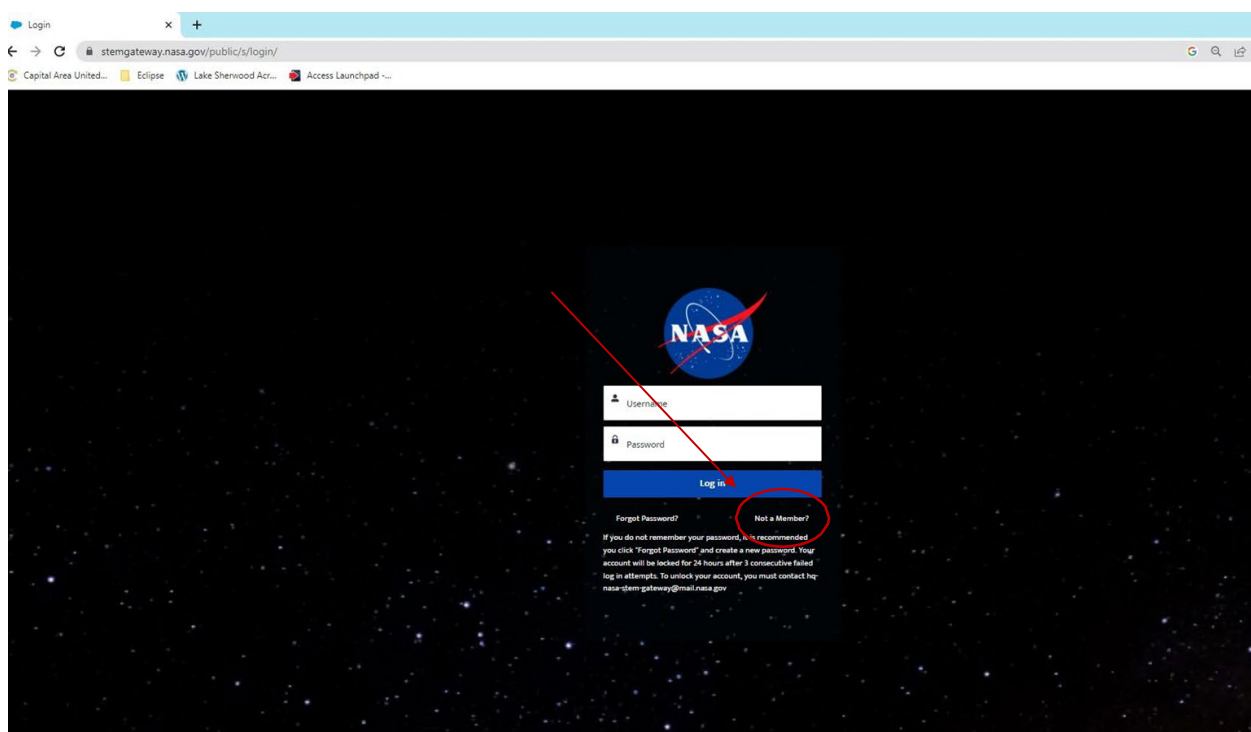 Login
stemgateway.nasa.gov/public/s/login/
Capital Area United... Eclipse Lake Sherwood Acr... Access Launchpad -...
NASA
Username
Password
Log in
Forgot Password? Not a Member?
If you do not remember your password, it is recommended
you click "Forgot Password" and create a new password. Your
account will be locked for 24 hours after 3 consecutive failed
log in attempts. To unlock your account, you must contact hq-
nasa-stem-gateway@mail.nasa.gov